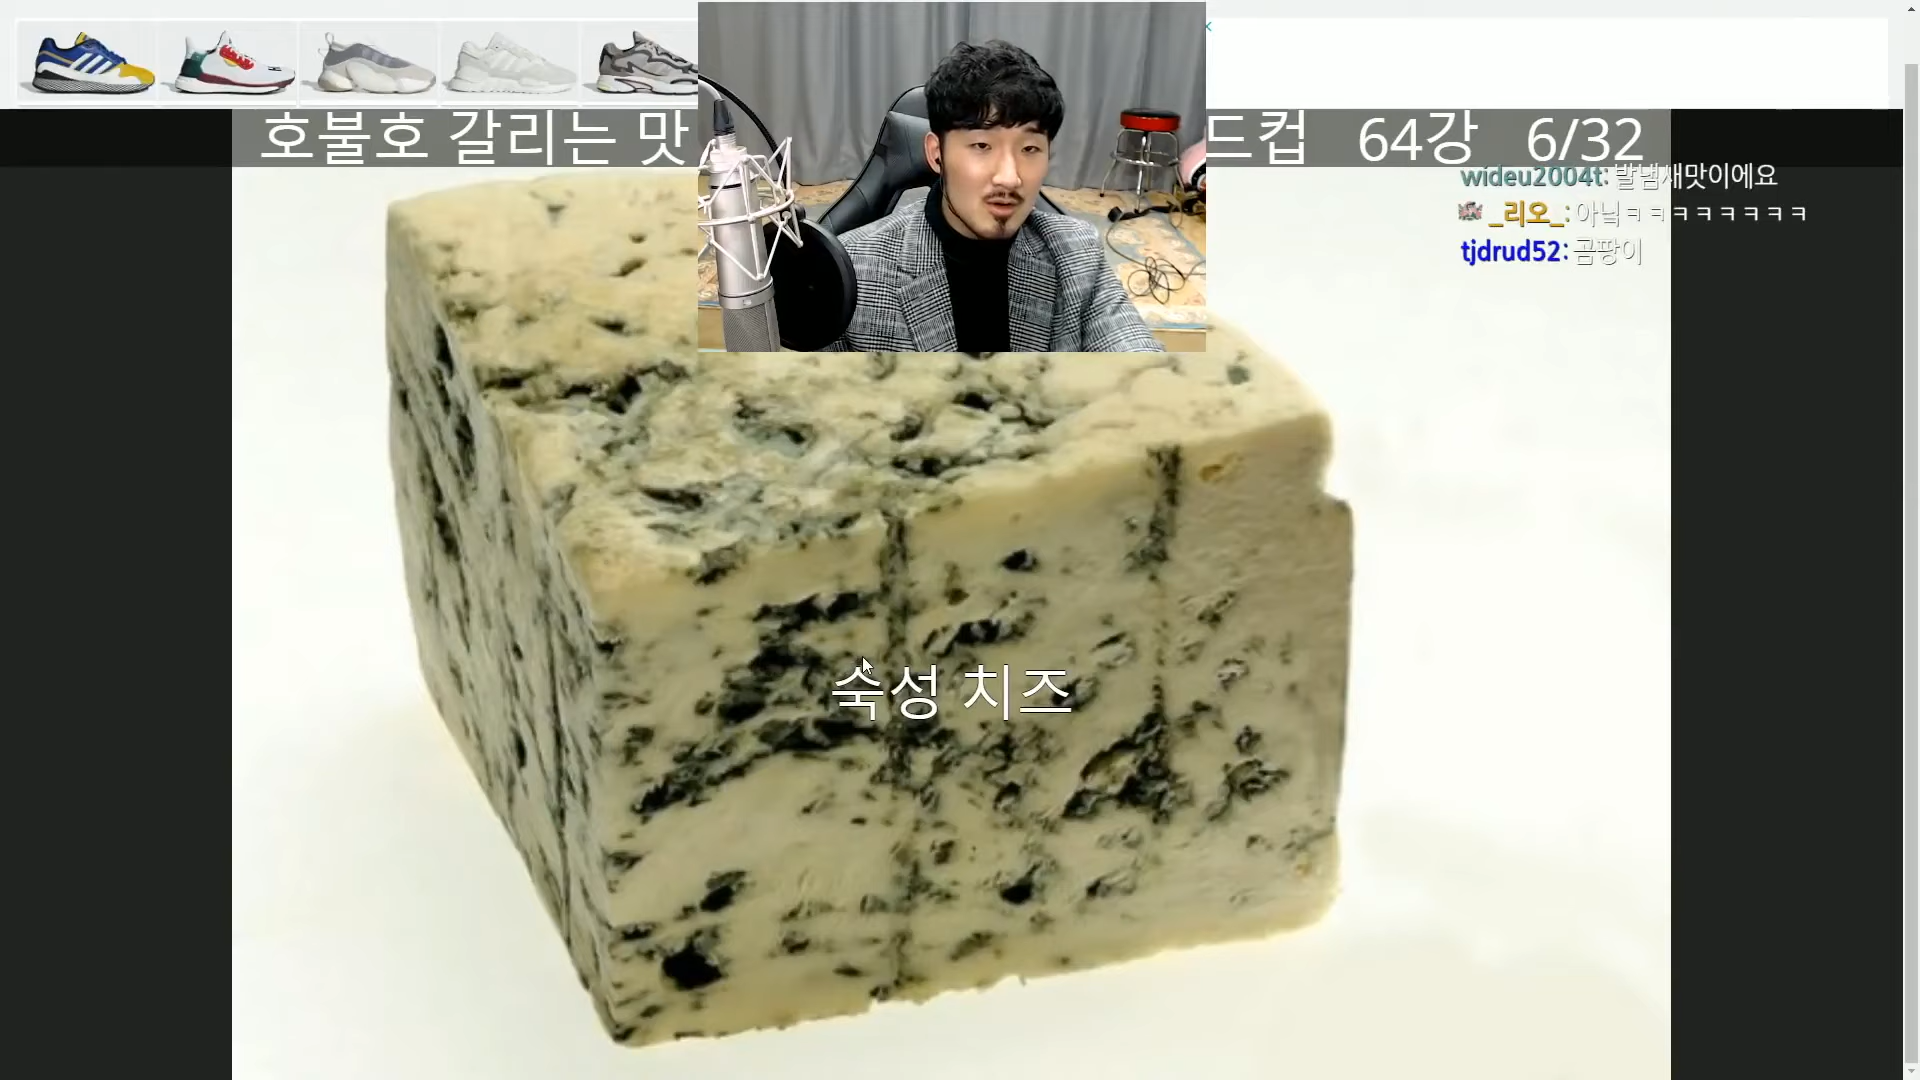 호불호 갈리는 맛 드컵 64강 6/32
wideu2004t: 발냄새맛이에요
_리오_: 아닠ㅋㅋㅋㅋㅋㅋㅋㅋ
tjdrud52: 곰팡이
숙성 치즈